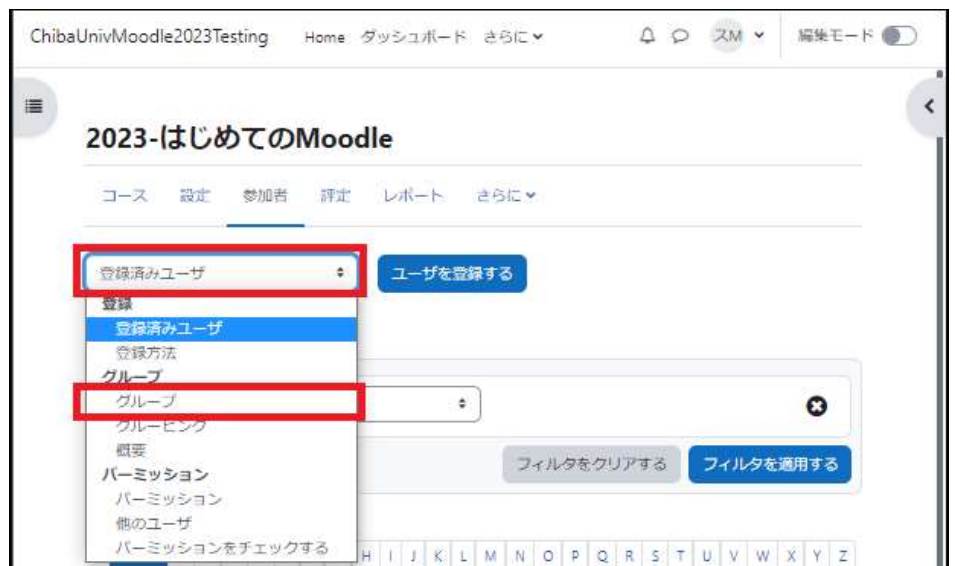 ChibaUnivMoodle2023Testing Home ダッシュボード さらに スM 編集モード
2023-はじめてのMoodle
コース 設定 参加者 評定 レポート さらに
登録済みユーザ ユーザを登録する
登録
登録済みユーザ
登録方法
グループ
グループ
グルーピング
概要
フィルタをクリアする フィルタを適用する
パーミッション
パーミッション
他のユーザ
パーミッションをチェックする
H I J K L M N O P Q R S T U V W X Y Z